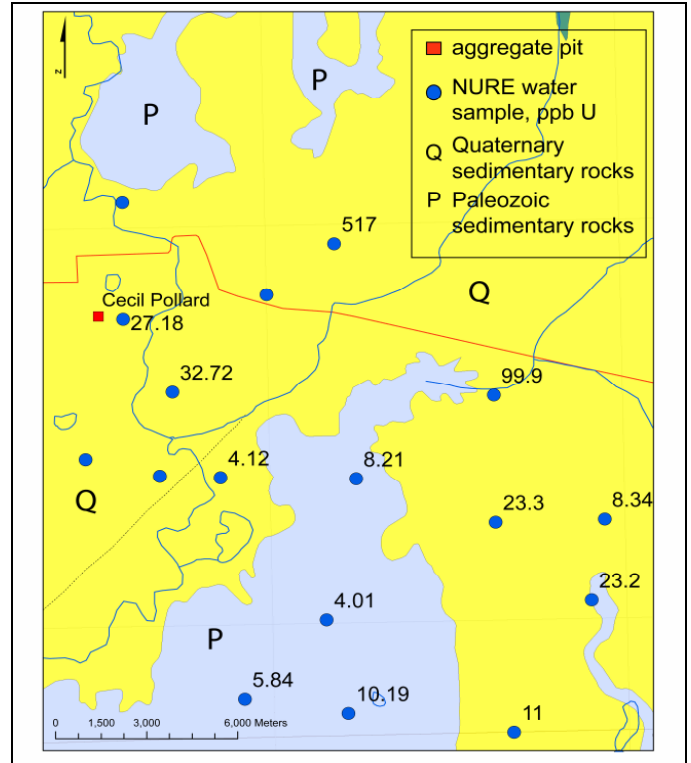 N
P
P
aggregate pit
NURE water
sample, ppb U
Q Quaternary
sedimentary rocks
P Paleozoic
sedimentary rocks
517
Q
Cecil Pollard
27.18
32.72
99.9
4.12
8.21
Q
23.3
8.34
23.2
4.01
P
5.84
10.19
11
0 1,500 3,000 6,000 Meters